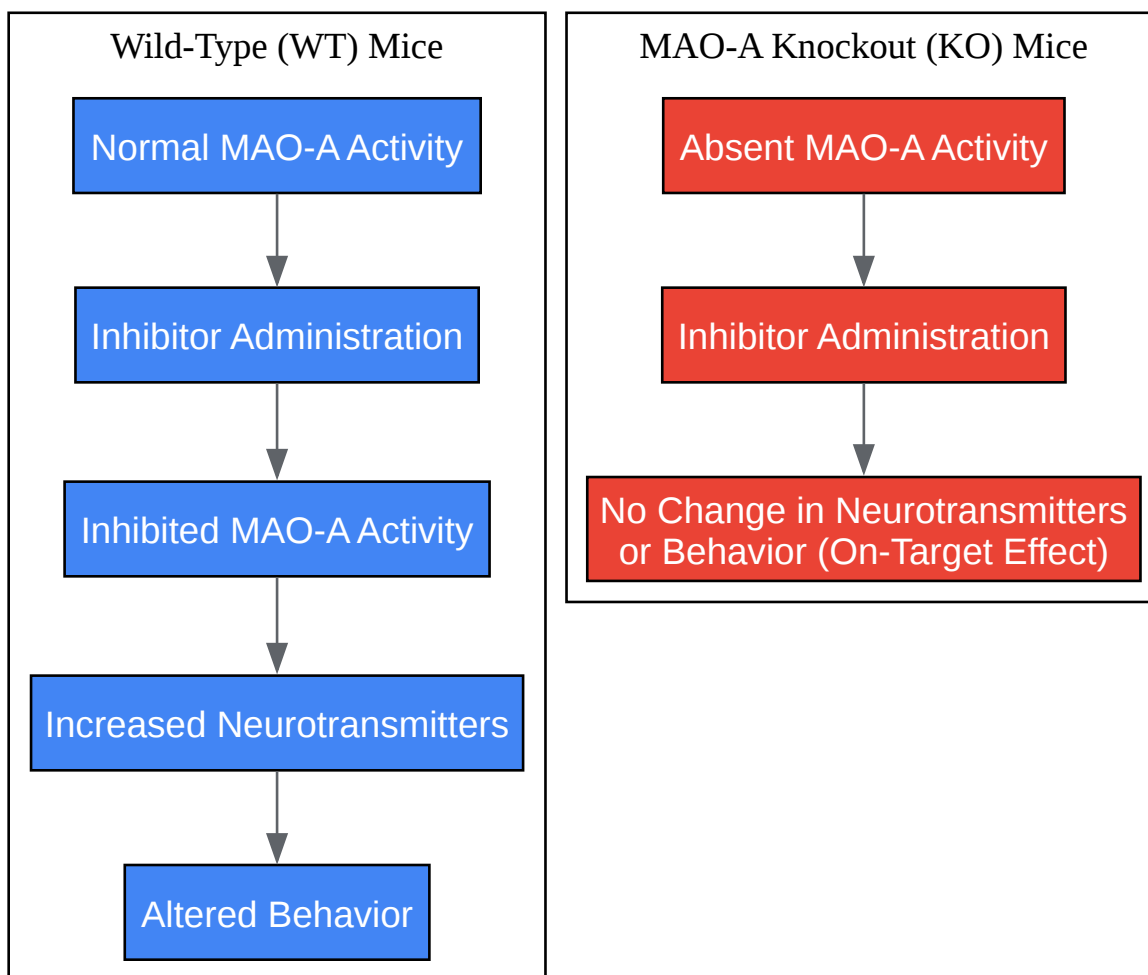 Wild-Type (WT) Mice
Normal MAO-A Activity
Inhibitor Administration
Inhibited MAO-A Activity
Increased Neurotransmitters
Altered Behavior
MAO-A Knockout (KO) Mice
Absent MAO-A Activity
Inhibitor Administration
No Change in Neurotransmitters
or Behavior (On-Target Effect)